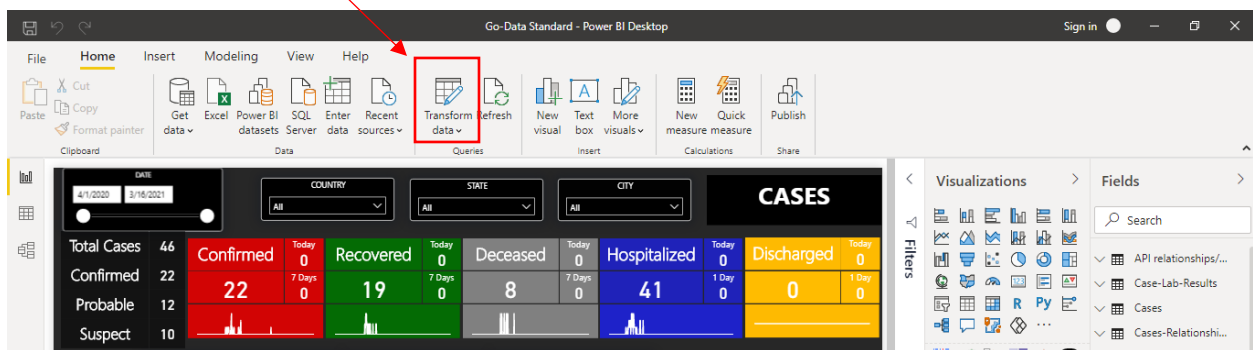 Go-Data Standard - Power BI Desktop
Sign in
File Home Insert Modeling View Help
Paste
Cut
Copy
Format painter
Clipboard
Get data
Excel
Power BI datasets
SQL Server
Enter data
Recent sources
Data
Transform data
Refresh
Queries
New visual
Text box
More visuals
Insert
New measure
Quick measure
Calculations
Publish
Share
DATE
4/1/2020 3/16/2021
COUNTRY
All
STATE
All
CITY
All
CASES
Total Cases 46
Confirmed 22
Probable 12
Suspect 10
Confirmed
Today
0
22
7 Days
0
Recovered
Today
0
19
7 Days
0
Deceased
Today
0
8
7 Days
0
Hospitalized
Today
0
41
1 Day
0
Discharged
Today
0
0
1 Day
0
Filters
Visualizations
R Py
Fields
Search
API relationships/...
Case-Lab-Results
Cases
Cases-Relationshi...